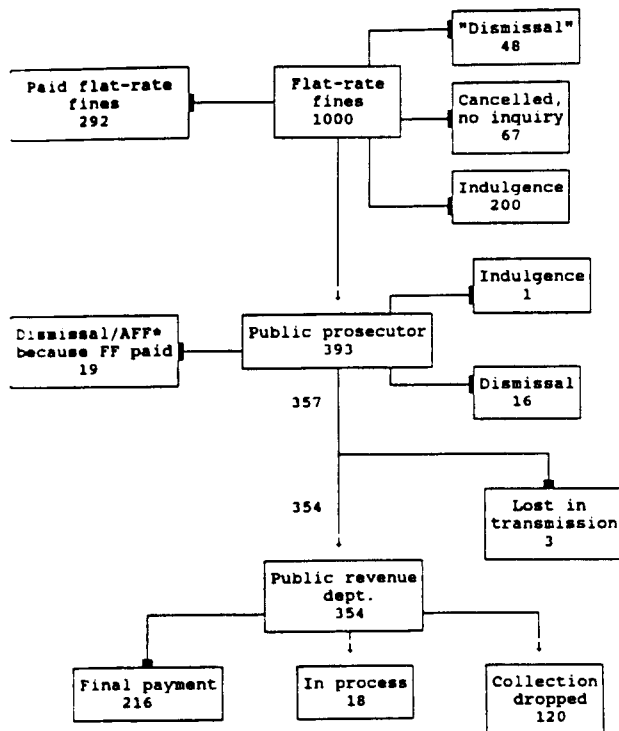 "Dismissal"
48
Paid flat-rate
fines
292
Flat-rate
fines
1000
Cancelled,
no inquiry
67
Indulgence
200
Indulgence
1
Dismissal/AFF*
because FF paid
19
Public prosecutor
393
Dismissal
16
357
354
Lost in
transmission
3
Public revenue
dept.
354
Final payment
216
In process
18
Collection
dropped
120